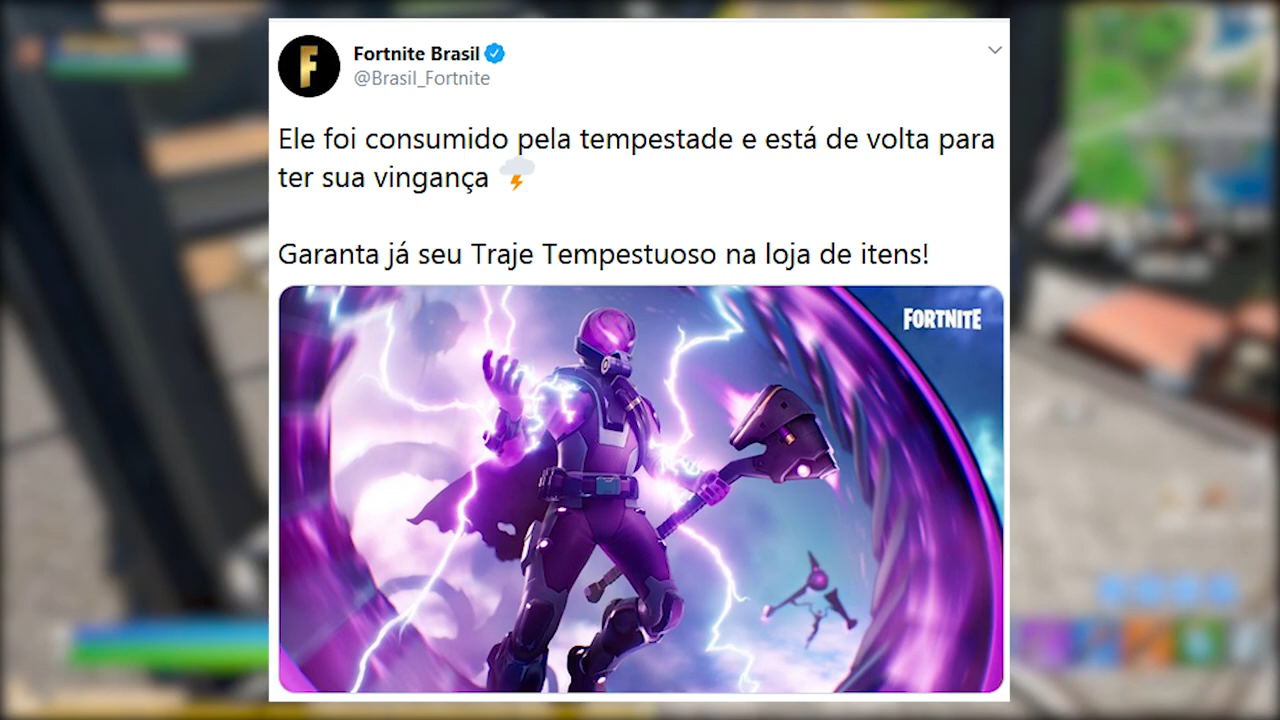 Fortnite Brasil
@Brasil_Fortnite
Ele foi consumido pela tempestade e está de volta para
ter sua vingança 🌩️
Garanta já seu Traje Tempestuoso na loja de itens!
FORTNITE